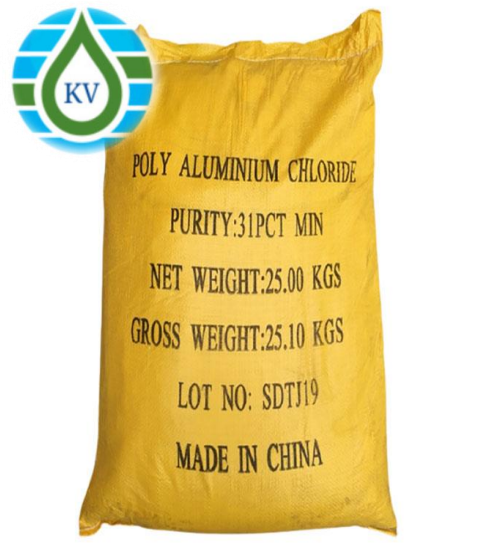 KV
POLY ALUMINIUM CHLORIDE
PURITY:31PCT MIN
NET WEIGHT:25.00 KGS
GROSS WEIGHT:25.10 KGS
LOT NO: SDTJ19
MADE IN CHINA